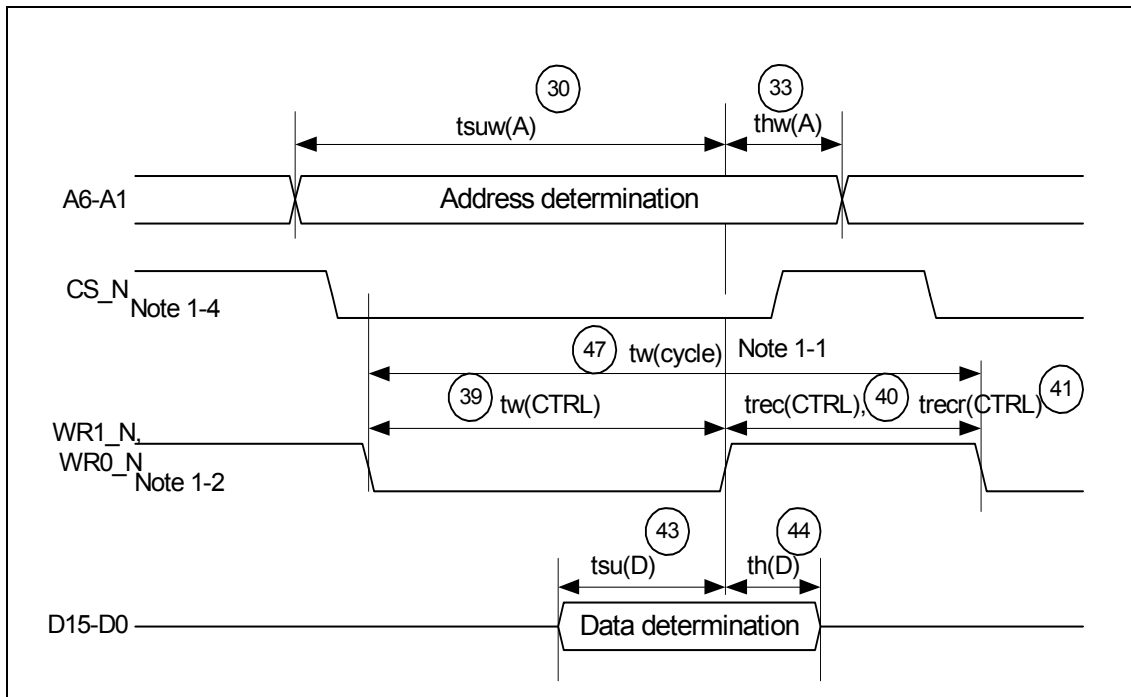 30
33
tsuw(A)
thw(A)
A6-A1
Address determination
CS_N
Note 1-4
47
tw(cycle)
Note 1-1
39
tw(CTRL)
trec(CTRL),
40
trecr(CTRL)
41
WR1_N,
WR0_N
Note 1-2
43
44
tsu(D)
th(D)
D15-D0
Data determination